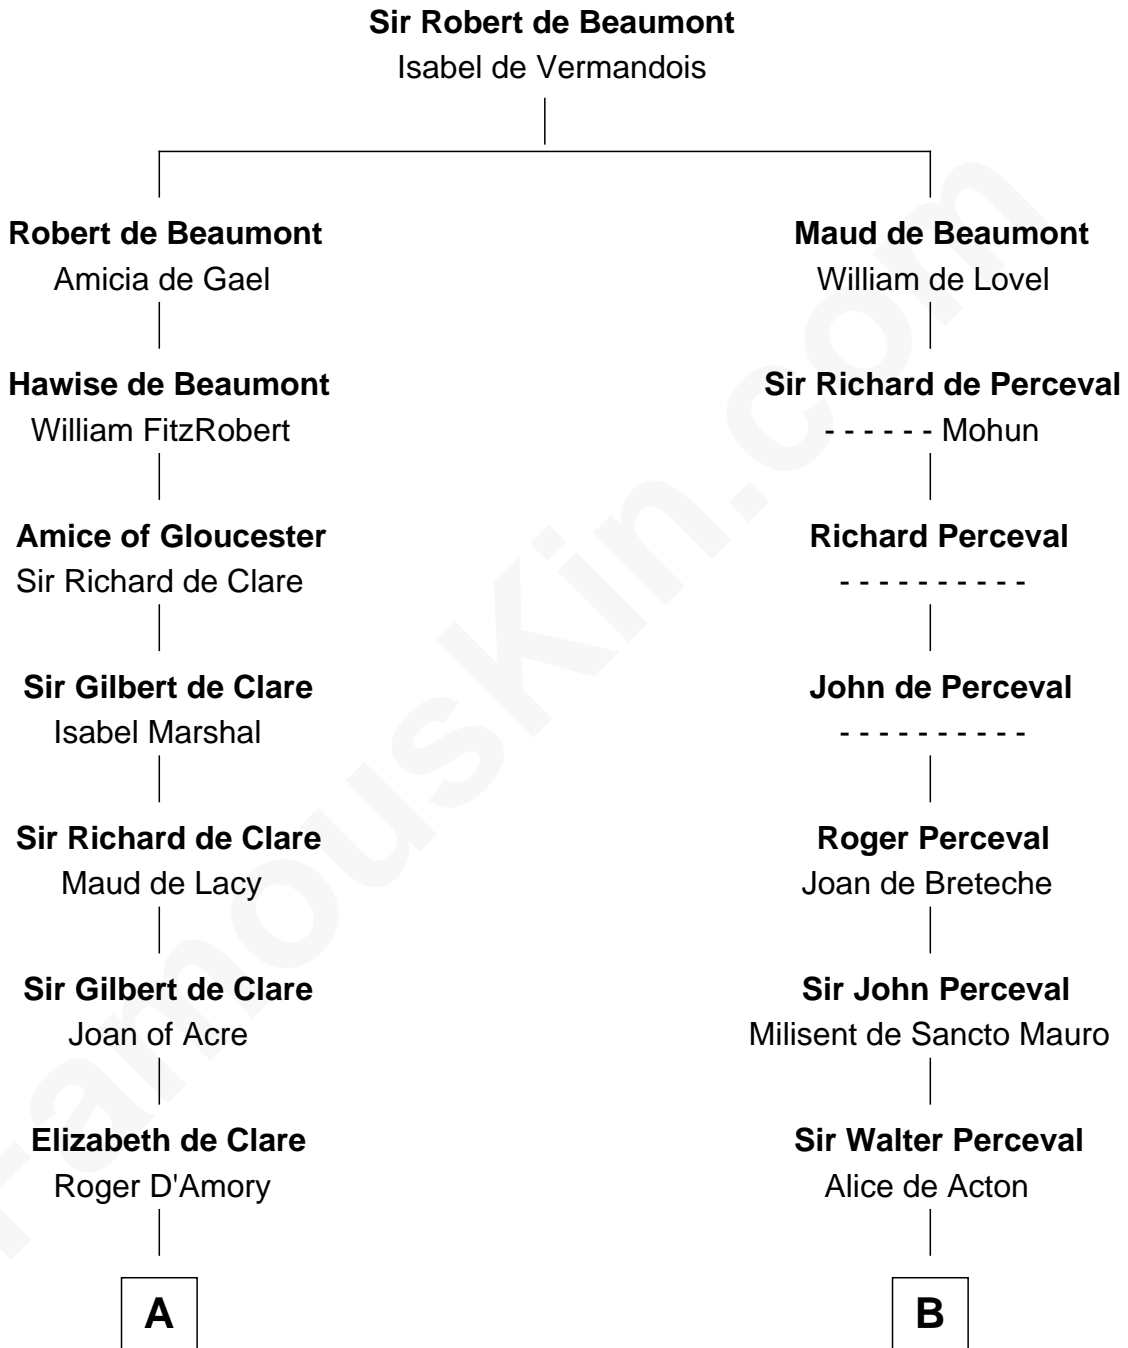 Sir Robert de Beaumont
Isabel de Vermandois
Robert de Beaumont
Amicia de Gael
Hawise de Beaumont
William FitzRobert
Amice of Gloucester
Sir Richard de Clare
Sir Gilbert de Clare
Isabel Marshal
Sir Richard de Clare
Maud de Lacy
Sir Gilbert de Clare
Joan of Acre
Elizabeth de Clare
Roger D'Amory
A
Maud de Beaumont
William de Lovel
Sir Richard de Perceval
- - - - - - Mohun
Richard Perceval
- - - - - - - - - -
John de Perceval
- - - - - - - - - -
Roger Perceval
Joan de Breteche
Sir John Perceval
Milisent de Sancto Mauro
Sir Walter Perceval
Alice de Acton
B
FamousKin.com